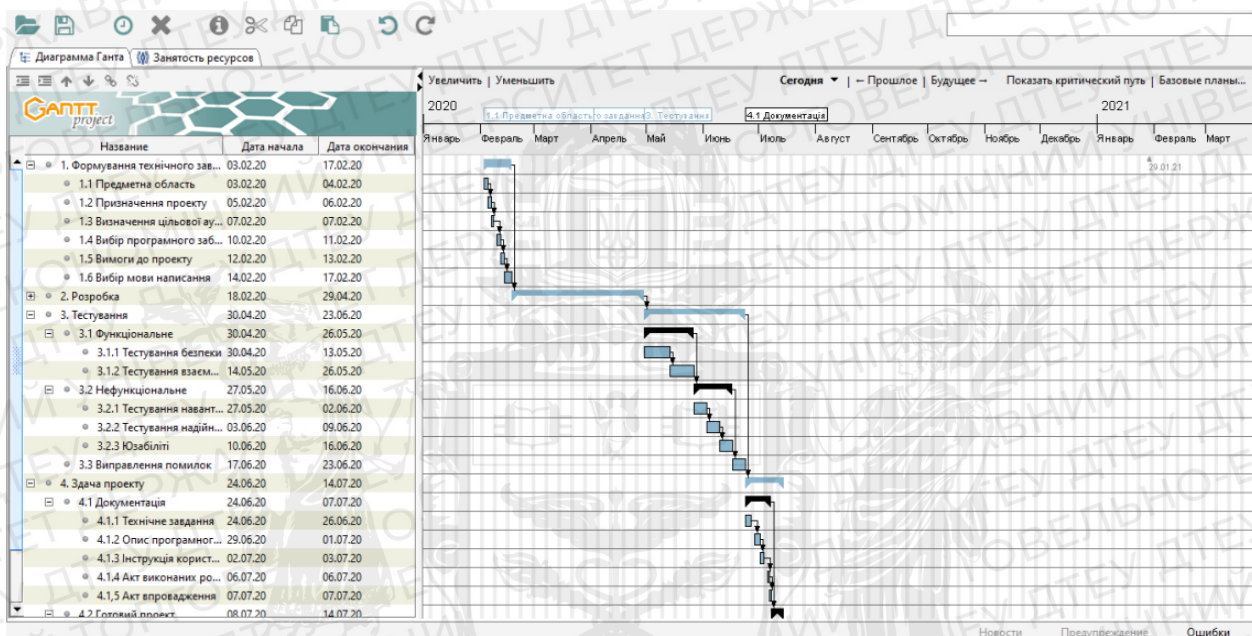 Диаграмма Ганта
Занятость ресурсов
Увеличить | Уменьшить
Сегодня ▼ | ← Прошлое | Будущее → Показать критический путь | Базовые планы...
GANTT project
2020
2021
1.1 Предметна область
3. Тестування
4.1 Документація
Январь Февраль Март Апрель Май Июнь Июль Август Сентябрь Октябрь Ноябрь Декабрь Январь Февраль Март
29.01.21
Название Дата начала Дата окончания
1. Формування технічного зав... 03.02.20 17.02.20
1.1 Предметна область 03.02.20 04.02.20
1.2 Призначення проекту 05.02.20 06.02.20
1.3 Визначення цільової ау... 07.02.20 07.02.20
1.4 Вибір програмного заб... 10.02.20 11.02.20
1.5 Вимоги до проекту 12.02.20 13.02.20
1.6 Вибір мови написання 14.02.20 17.02.20
2. Розробка 18.02.20 29.04.20
3. Тестування 30.04.20 23.06.20
3.1 Функціональне 30.04.20 26.05.20
3.1.1 Тестування безпеки 30.04.20 13.05.20
3.1.2 Тестування взаєм... 14.05.20 26.05.20
3.2 Нефункціональне 27.05.20 16.06.20
3.2.1 Тестування навант... 27.05.20 02.06.20
3.2.2 Тестування надійн... 03.06.20 09.06.20
3.2.3 Юзабіліті 10.06.20 16.06.20
3.3 Виправлення помилок 17.06.20 23.06.20
4. Здача проекту 24.06.20 14.07.20
4.1 Документація 24.06.20 07.07.20
4.1.1 Технічне завдання 24.06.20 26.06.20
4.1.2 Опис програмног... 29.06.20 01.07.20
4.1.3 Інструкція корист... 02.07.20 03.07.20
4.1.4 Акт виконаних ро... 06.07.20 06.07.20
4.1,5 Акт впровадження 07.07.20 07.07.20
4.2 Готовий проект 08.07.20 14.07.20
Новости Предупреждение Ошибки